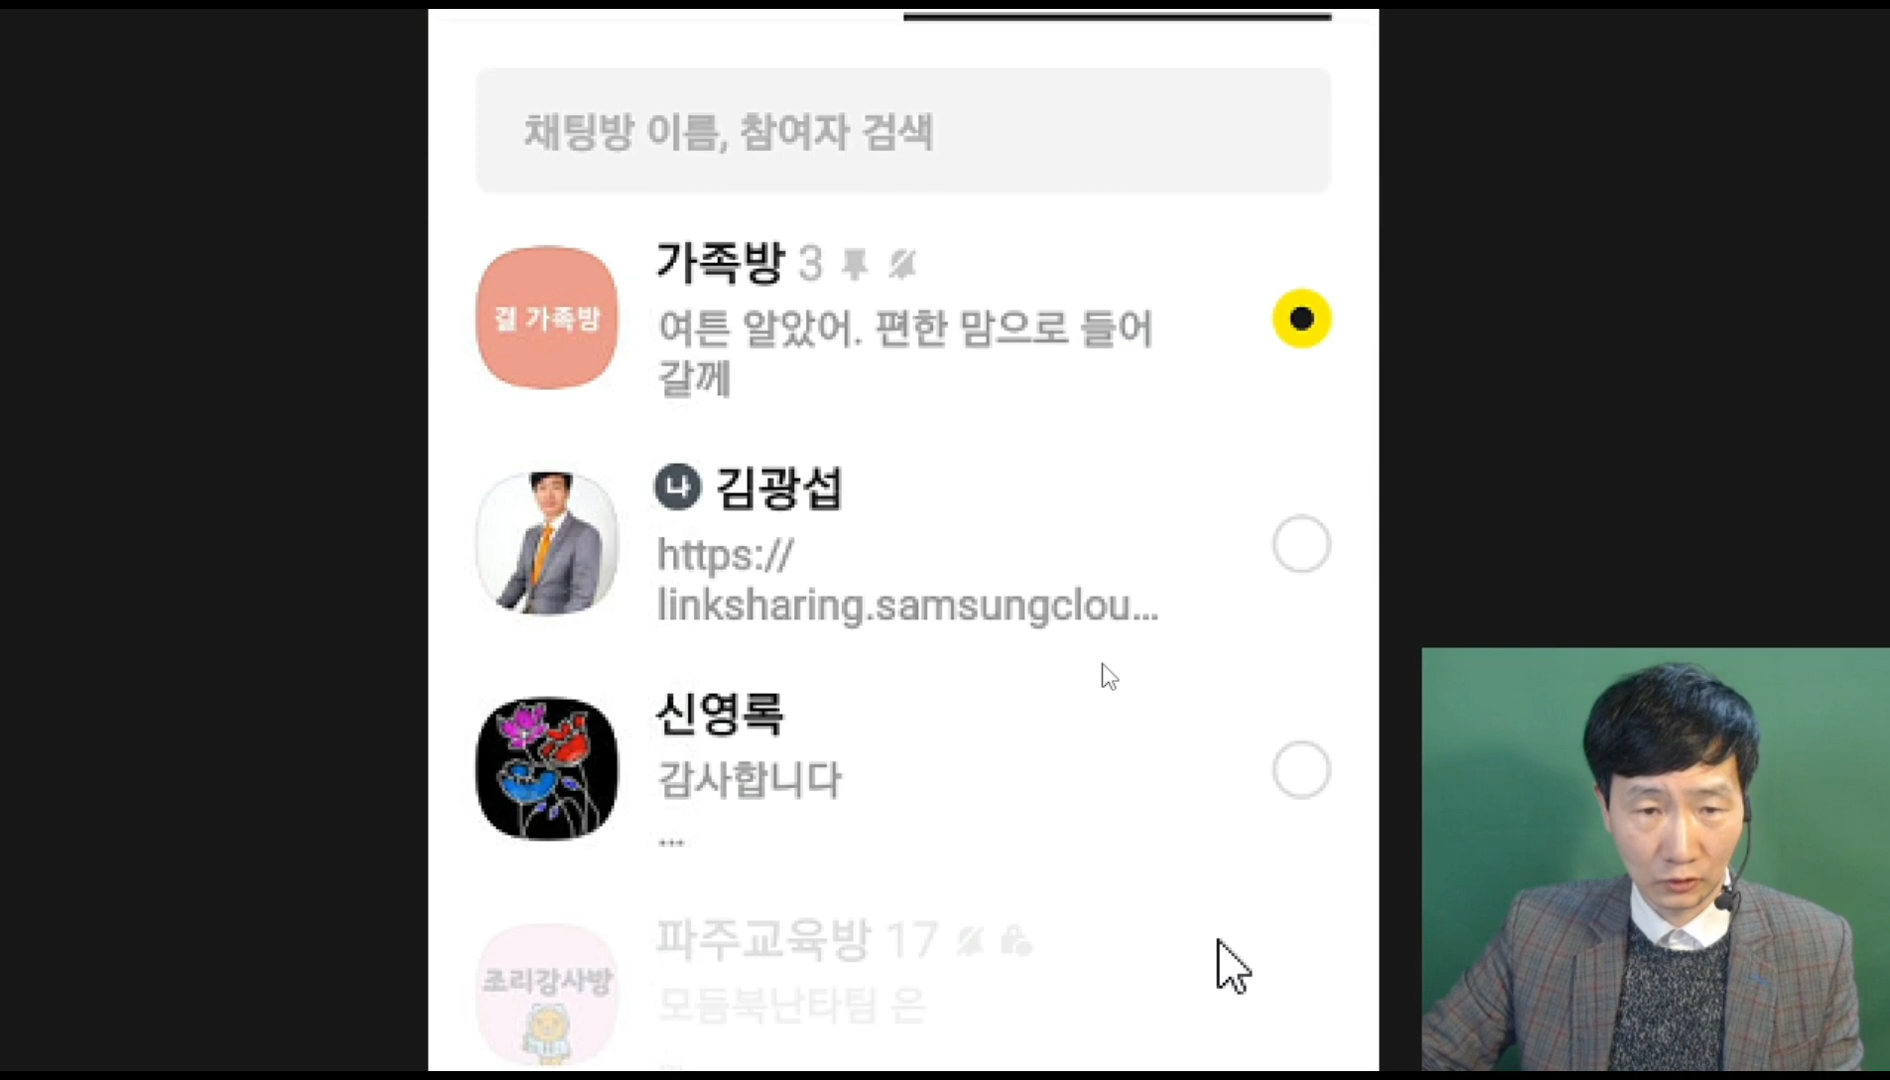 채팅방 이름, 참여자 검색
걸 가족방
가족방 3
여튼 알았어. 편한 맘으로 들어
갈께
나 김광섭
https://
linksharing.samsungclou...
신영록
감사합니다
...
조리강사방
파주교육방 17
모듬북난타팀 은